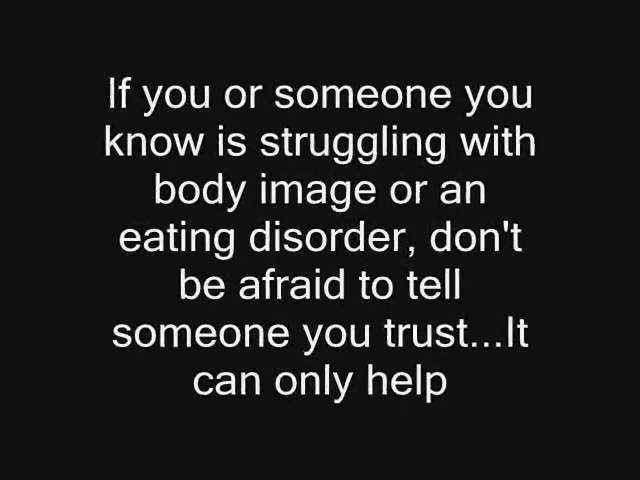 If you or someone you
know is struggling with
body image or an
eating disorder, don't
be afraid to tell
someone you trust...It
can only help